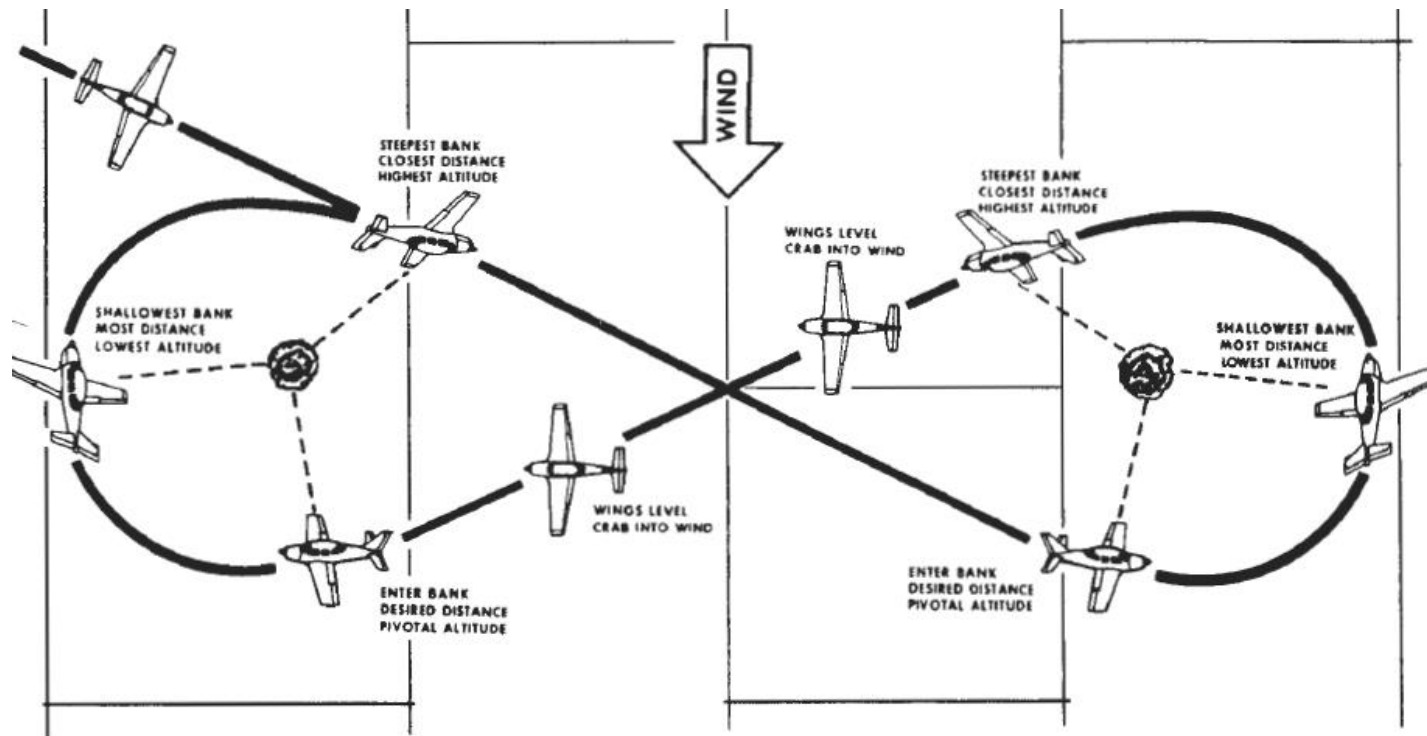 WIND
STEEPEST BANK
CLOSEST DISTANCE
HIGHEST ALTITUDE
STEEPEST BANK
CLOSEST DISTANCE
HIGHEST ALTITUDE
WINGS LEVEL
CRAB INTO WIND
SHALLOWEST BANK
MOST DISTANCE
LOWEST ALTITUDE
SHALLOWEST BANK
MOST DISTANCE
LOWEST ALTITUDE
WINGS LEVEL
CRAB INTO WIND
ENTER BANK
DESIRED DISTANCE
PIVOTAL ALTITUDE
ENTER BANK
DESIRED DISTANCE
PIVOTAL ALTITUDE